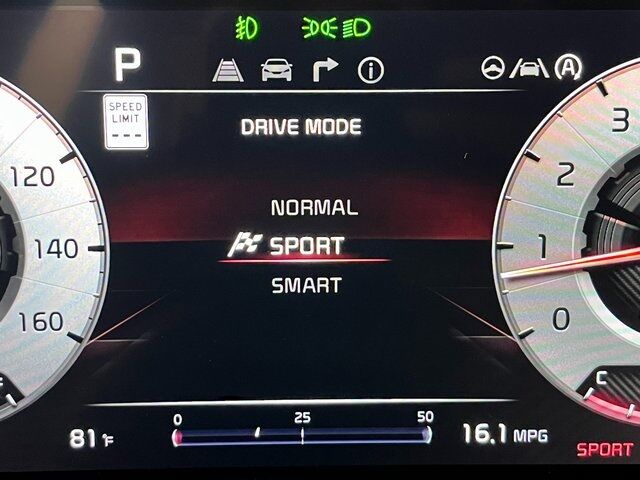 P
SPEED
LIMIT
---
DRIVE MODE
NORMAL
SPORT
SMART
120
140
160
3
2
1
0
C
0 25 50
81°F
16.1 MPG
SPORT